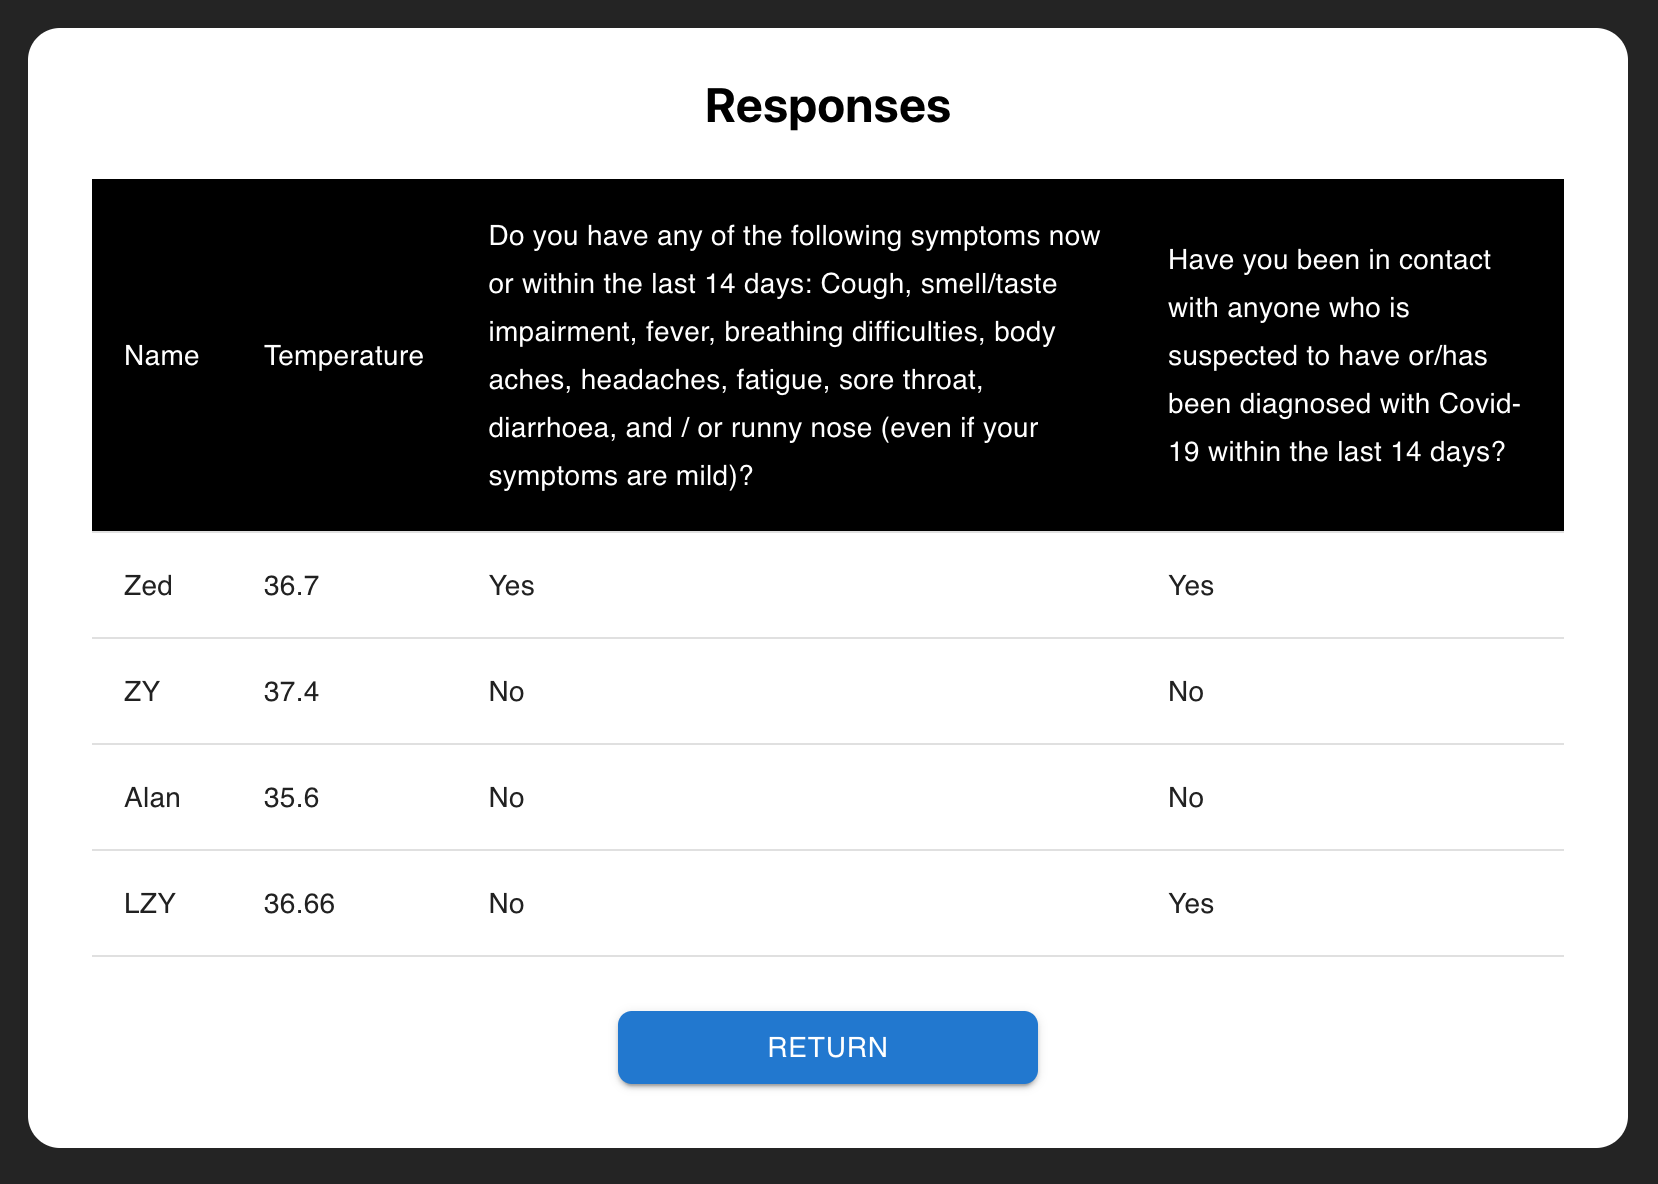 Responses
Name
Temperature
Do you have any of the following symptoms now
or within the last 14 days: Cough, smell/taste
impairment, fever, breathing difficulties, body
aches, headaches, fatigue, sore throat,
diarrhoea, and / or runny nose (even if your
symptoms are mild)?
Have you been in contact
with anyone who is
suspected to have or/has
been diagnosed with Covid-
19 within the last 14 days?
Zed 36.7 Yes Yes
ZY 37.4 No No
Alan 35.6 No No
LZY 36.66 No Yes
RETURN